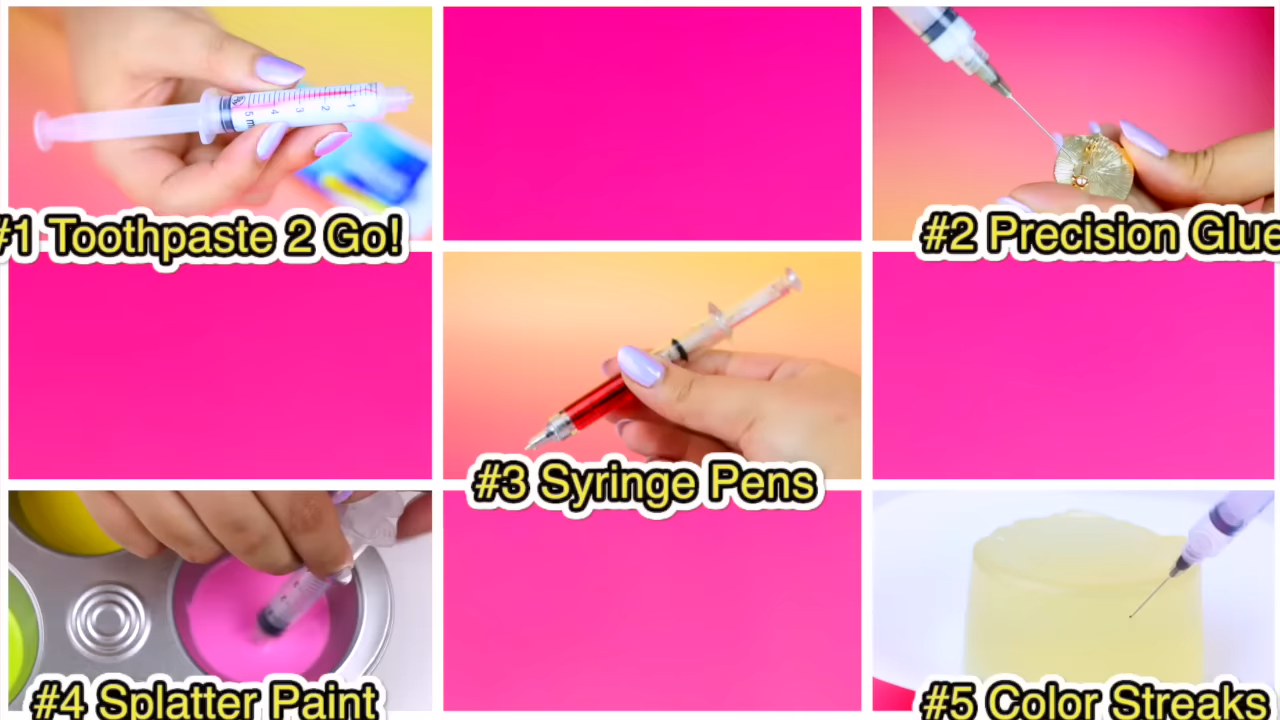 #1 Toothpaste 2 Go!
#2 Precision Glue
#3 Syringe Pens
#4 Splatter Paint
#5 Color Streaks